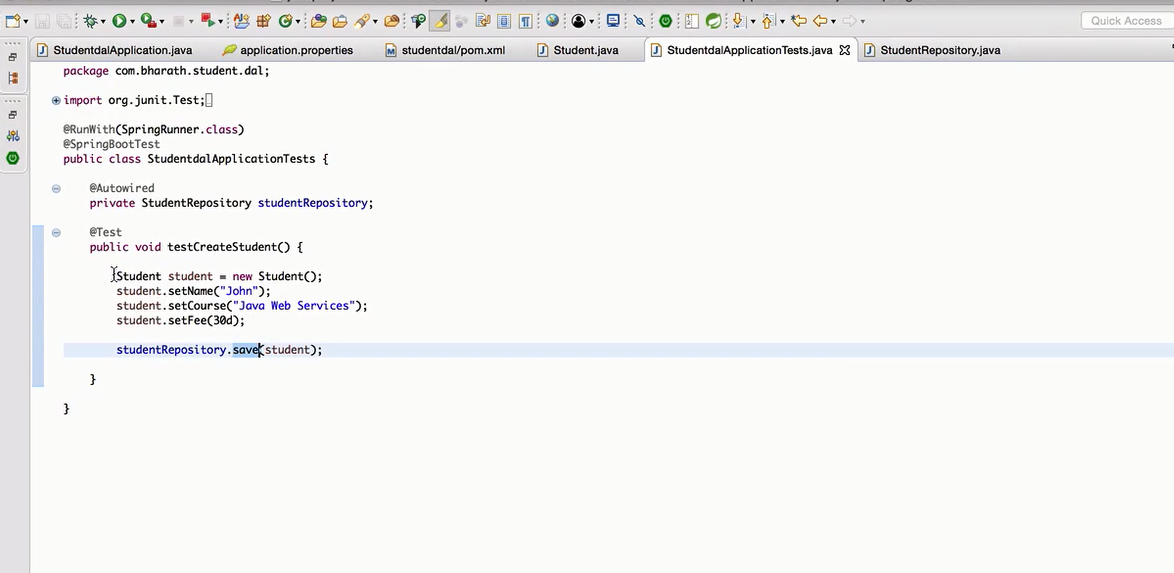 Quick Access
StudentdalApplication.java
application.properties
studentdal/pom.xml
Student.java
StudentdalApplicationTests.java
StudentRepository.java
package com.bharath.student.dal;
import org.junit.Test;
@RunWith(SpringRunner.class)
@SpringBootTest
public class StudentdalApplicationTests {
@Autowired
private StudentRepository studentRepository;
@Test
public void testCreateStudent() {
Student student = new Student();
student.setName("John");
student.setCourse("Java Web Services");
student.setFee(30d);
studentRepository.save(student);
}
}